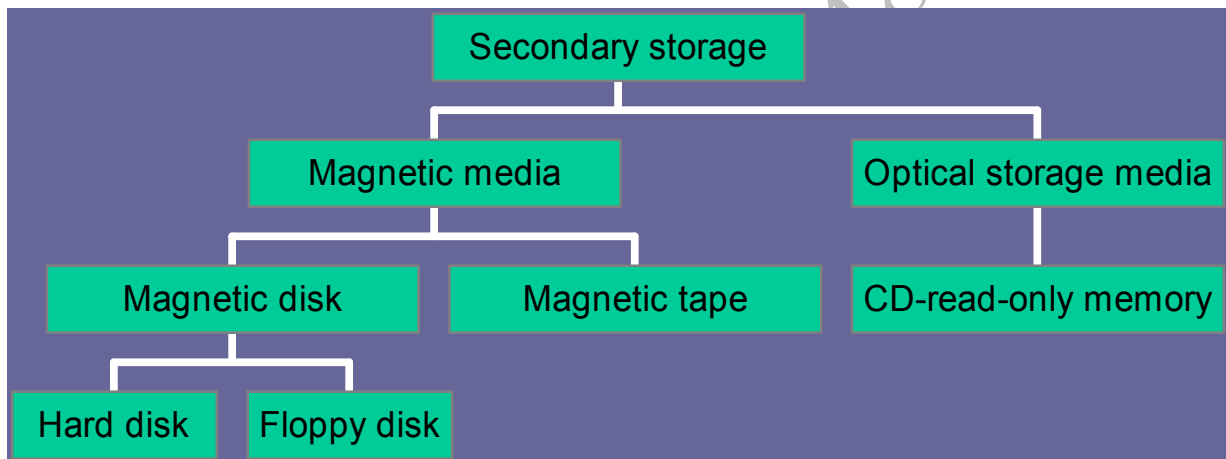 Secondary storage
Magnetic media
Optical storage media
Magnetic disk
Magnetic tape
CD-read-only memory
Hard disk
Floppy disk